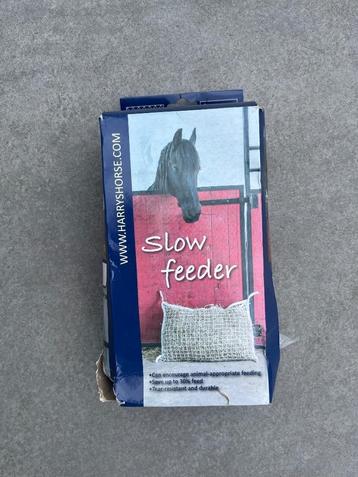 WWW.HARRYSHORSE.COM
Slow
feeder
•Can encourage animal-appropriate feeding
•Save up to 30% feed
•Tear-resistant and durable